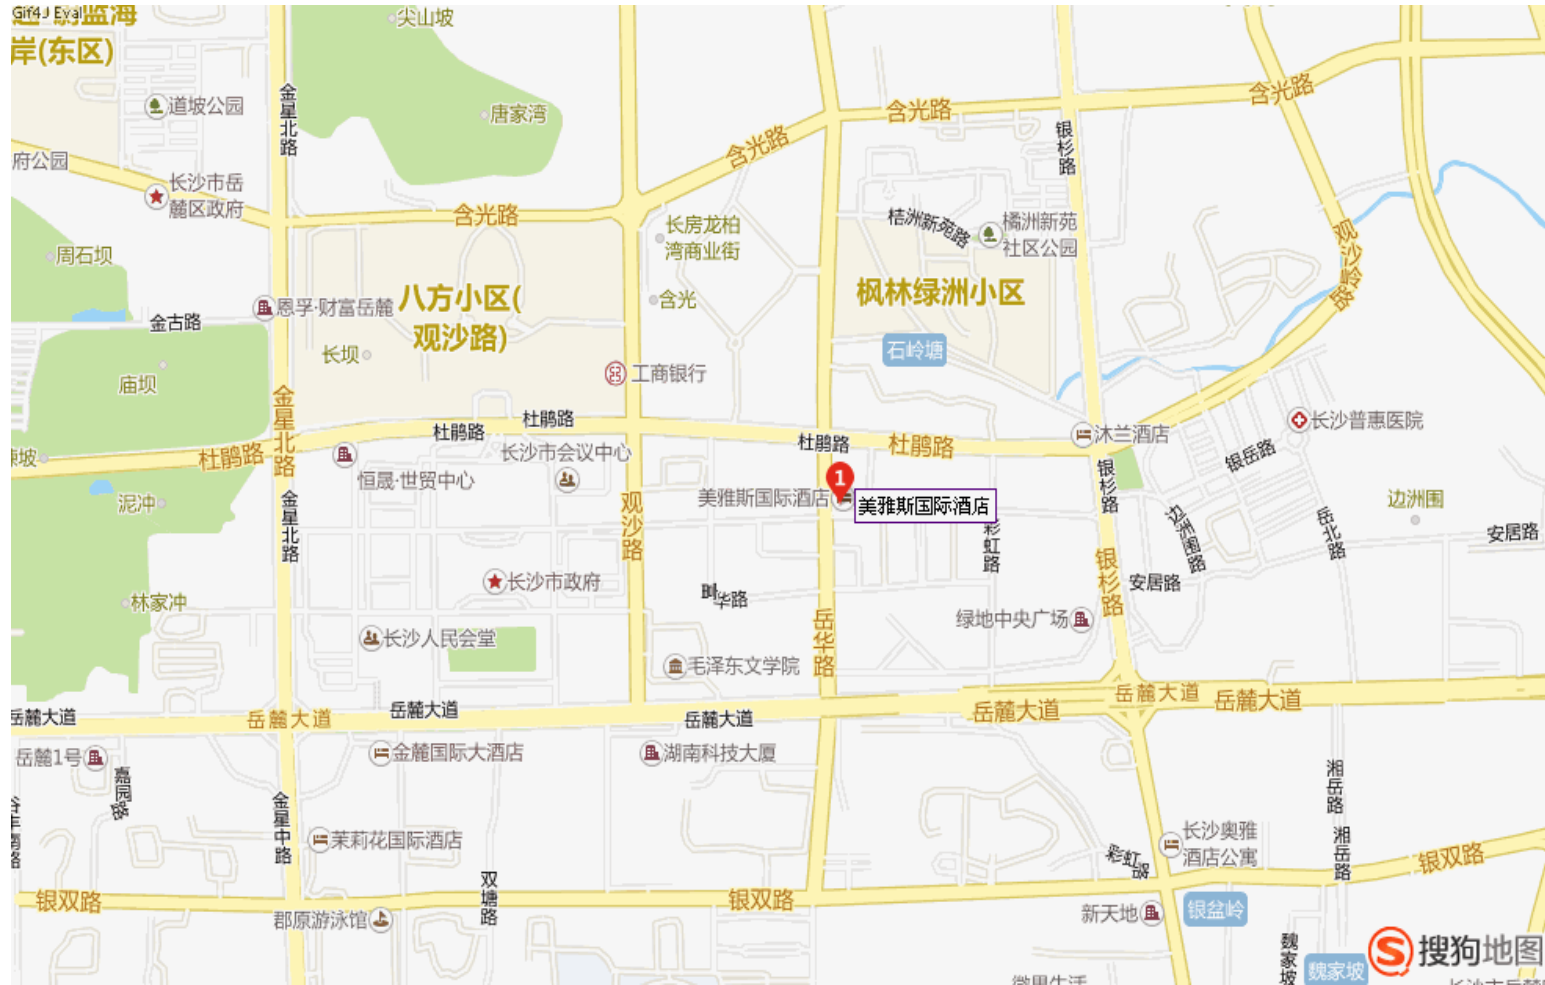 Gif4J Eval
岸(东区)
尖山坡
道坡公园
金星北路
唐家湾
含光路
含光路
含光路
银杉路
府公园
长沙市岳
麓区政府
含光路
长房龙柏
湾商业街
桔洲新苑路
橘洲新苑
社区公园
观沙岭路
周石坝
恩孚·财富岳麓
八方小区(
观沙路)
含光
枫林绿洲小区
金古路
长坝
石岭塘
庙坝
工商银行
金星北路
杜鹃路
杜鹃路
杜鹃路
杜鹃路
沐兰酒店
长沙普惠医院
杜鹃路
长沙市会议中心
银岳路
恒晟·世贸中心
银杉路
泥冲
金星北路
观沙路
1
美雅斯国际酒店
美雅斯国际酒店
彩虹路
边洲围路
岳北路
边洲围
安居路
长沙市政府
银杉路
安居路
林家冲
华路
岳华路
绿地中央广场
长沙人民会堂
毛泽东文学院
岳麓大道
岳麓大道
岳麓大道
岳麓大道
岳麓大道
岳麓大道
岳麓大道
岳麓1号
嘉园路
金麓国际大酒店
湖南科技大厦
湘岳路
金星中路
茉莉花国际酒店
长沙奥雅
酒店公寓
彩虹路
湘岳路
银双路
银双路
双塘路
银双路
郡原游泳馆
新天地
银盆岭
魏家坡
魏家坡
搜狗地图